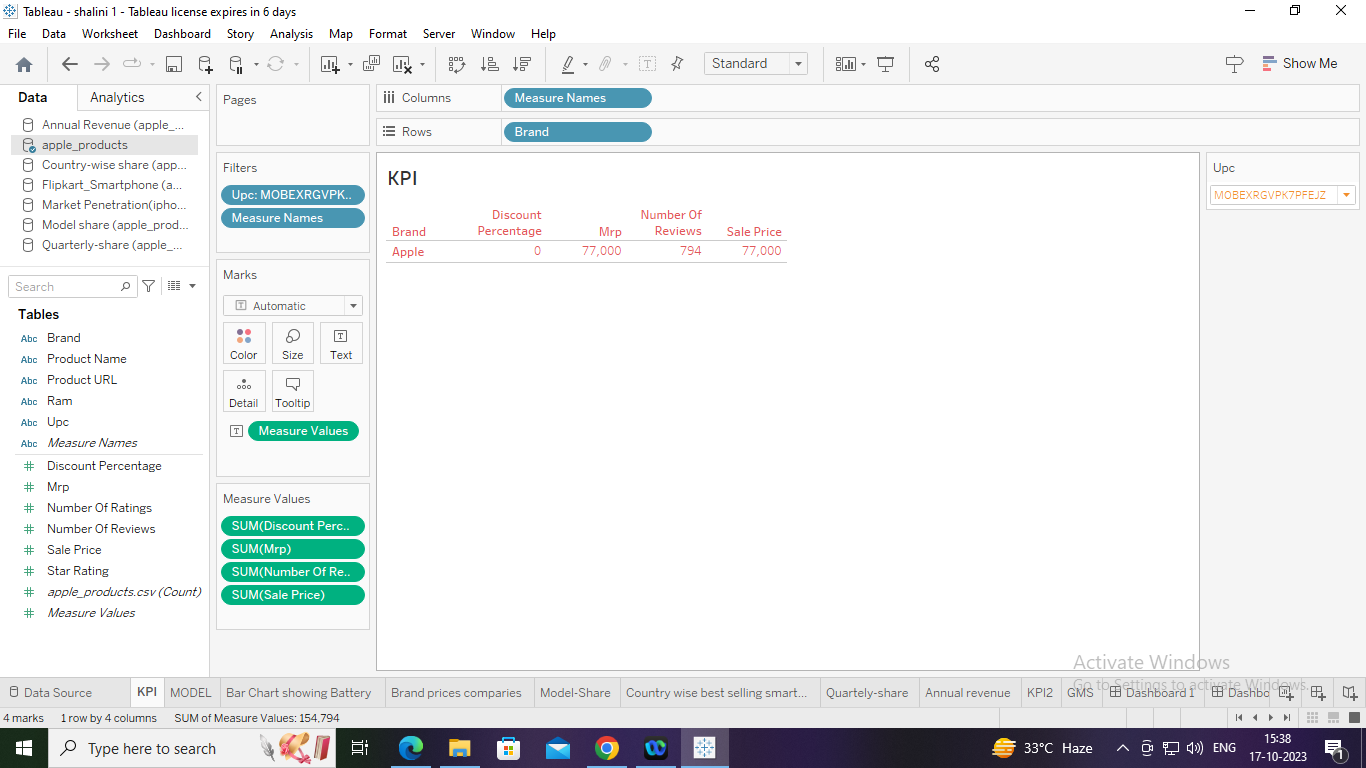 Tableau - shalini 1 - Tableau license expires in 6 days
File Data Worksheet Dashboard Story Analysis Map Format Server Window Help
Standard
Show Me
Data
Analytics
Annual Revenue (apple_...
apple_products
Country-wise share (app...
Flipkart_Smartphone (a...
Market Penetration(ipho...
Model share (apple_prod...
Quarterly-share (apple_...
Search
Tables
Abc Brand
Abc Product Name
Abc Product URL
Abc Ram
Abc Upc
Abc Measure Names
Discount Percentage
Mrp
Number Of Ratings
Number Of Reviews
Sale Price
Star Rating
apple_products.csv (Count)
Measure Values
Pages
Filters
Upc: MOBEXRGVPK..
Measure Names
Marks
T Automatic
Color Size Text
Detail Tooltip
T Measure Values
Measure Values
SUM(Discount Perc..
SUM(Mrp)
SUM(Number Of Re..
SUM(Sale Price)
Columns Measure Names
Rows Brand
KPI
Discount Number Of
Brand Percentage Mrp Reviews Sale Price
Apple 0 77,000 794 77,000
Upc
MOBEXRGVPK7PFEJZ
Activate Windows
Go to Settings to activate Windows.
Data Source KPI MODEL Bar Chart showing Battery Brand prices comparies Model-Share Country wise best selling smart... Quartely-share Annual revenue KPI2 GMS Dashboard 1 Dashbo
4 marks 1 row by 4 columns SUM of Measure Values: 154,794
Type here to search
33°C Haze
ENG
15:38
17-10-2023
1